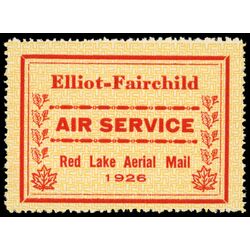 Elliot-Fairchild
AIR SERVICE
Red Lake Aerial Mail
1926